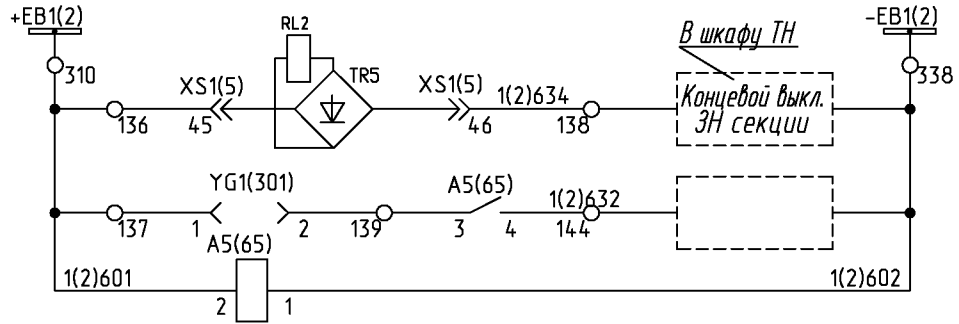 +EB1(2)
-EB1(2)
RL2
В шкафу ТН
310
XS1(5)
TR5
XS1(5)
338
1(2)634
Концевой выкл.
ЗН секции
136
45
46
138
YG1(301)
A5(65)
1(2)632
137
1
2
139
3
4
144
A5(65)
1(2)601
1(2)602
2
1